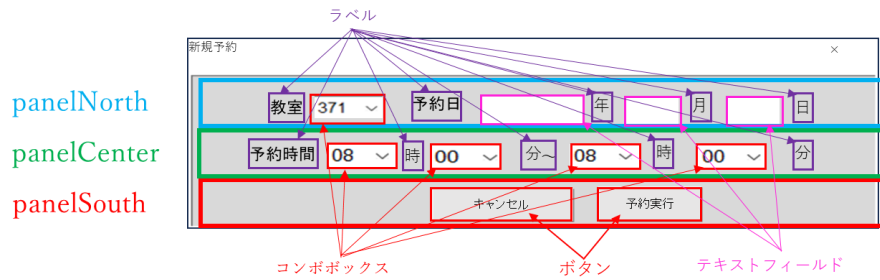 ラベル
新規予約 ×
panelNorth 教室 371 予約日 年 月 日
panelCenter 予約時間 08 時 00 分～ 08 時 00 分
panelSouth キャンセル 予約実行
コンボボックス ボタン テキストフィールド